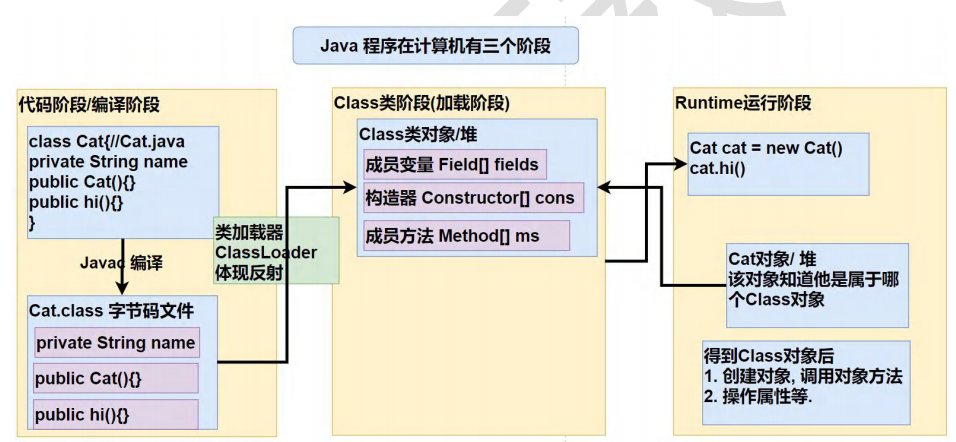 Java 程序在计算机有三个阶段
代码阶段/编译阶段
class Cat{//Cat.java
private String name
public Cat(){}
public hi(){}
}
Javac 编译
Cat.class 字节码文件
private String name
public Cat(){}
public hi(){}
类加载器
ClassLoader
体现反射
Class类阶段(加载阶段)
Class类对象/堆
成员变量 Field[] fields
构造器 Constructor[] cons
成员方法 Method[] ms
Runtime运行阶段
Cat cat = new Cat()
cat.hi()
Cat对象/ 堆
该对象知道他是属于哪
个Class对象
得到Class对象后
1. 创建对象, 调用对象方法
2. 操作属性等.